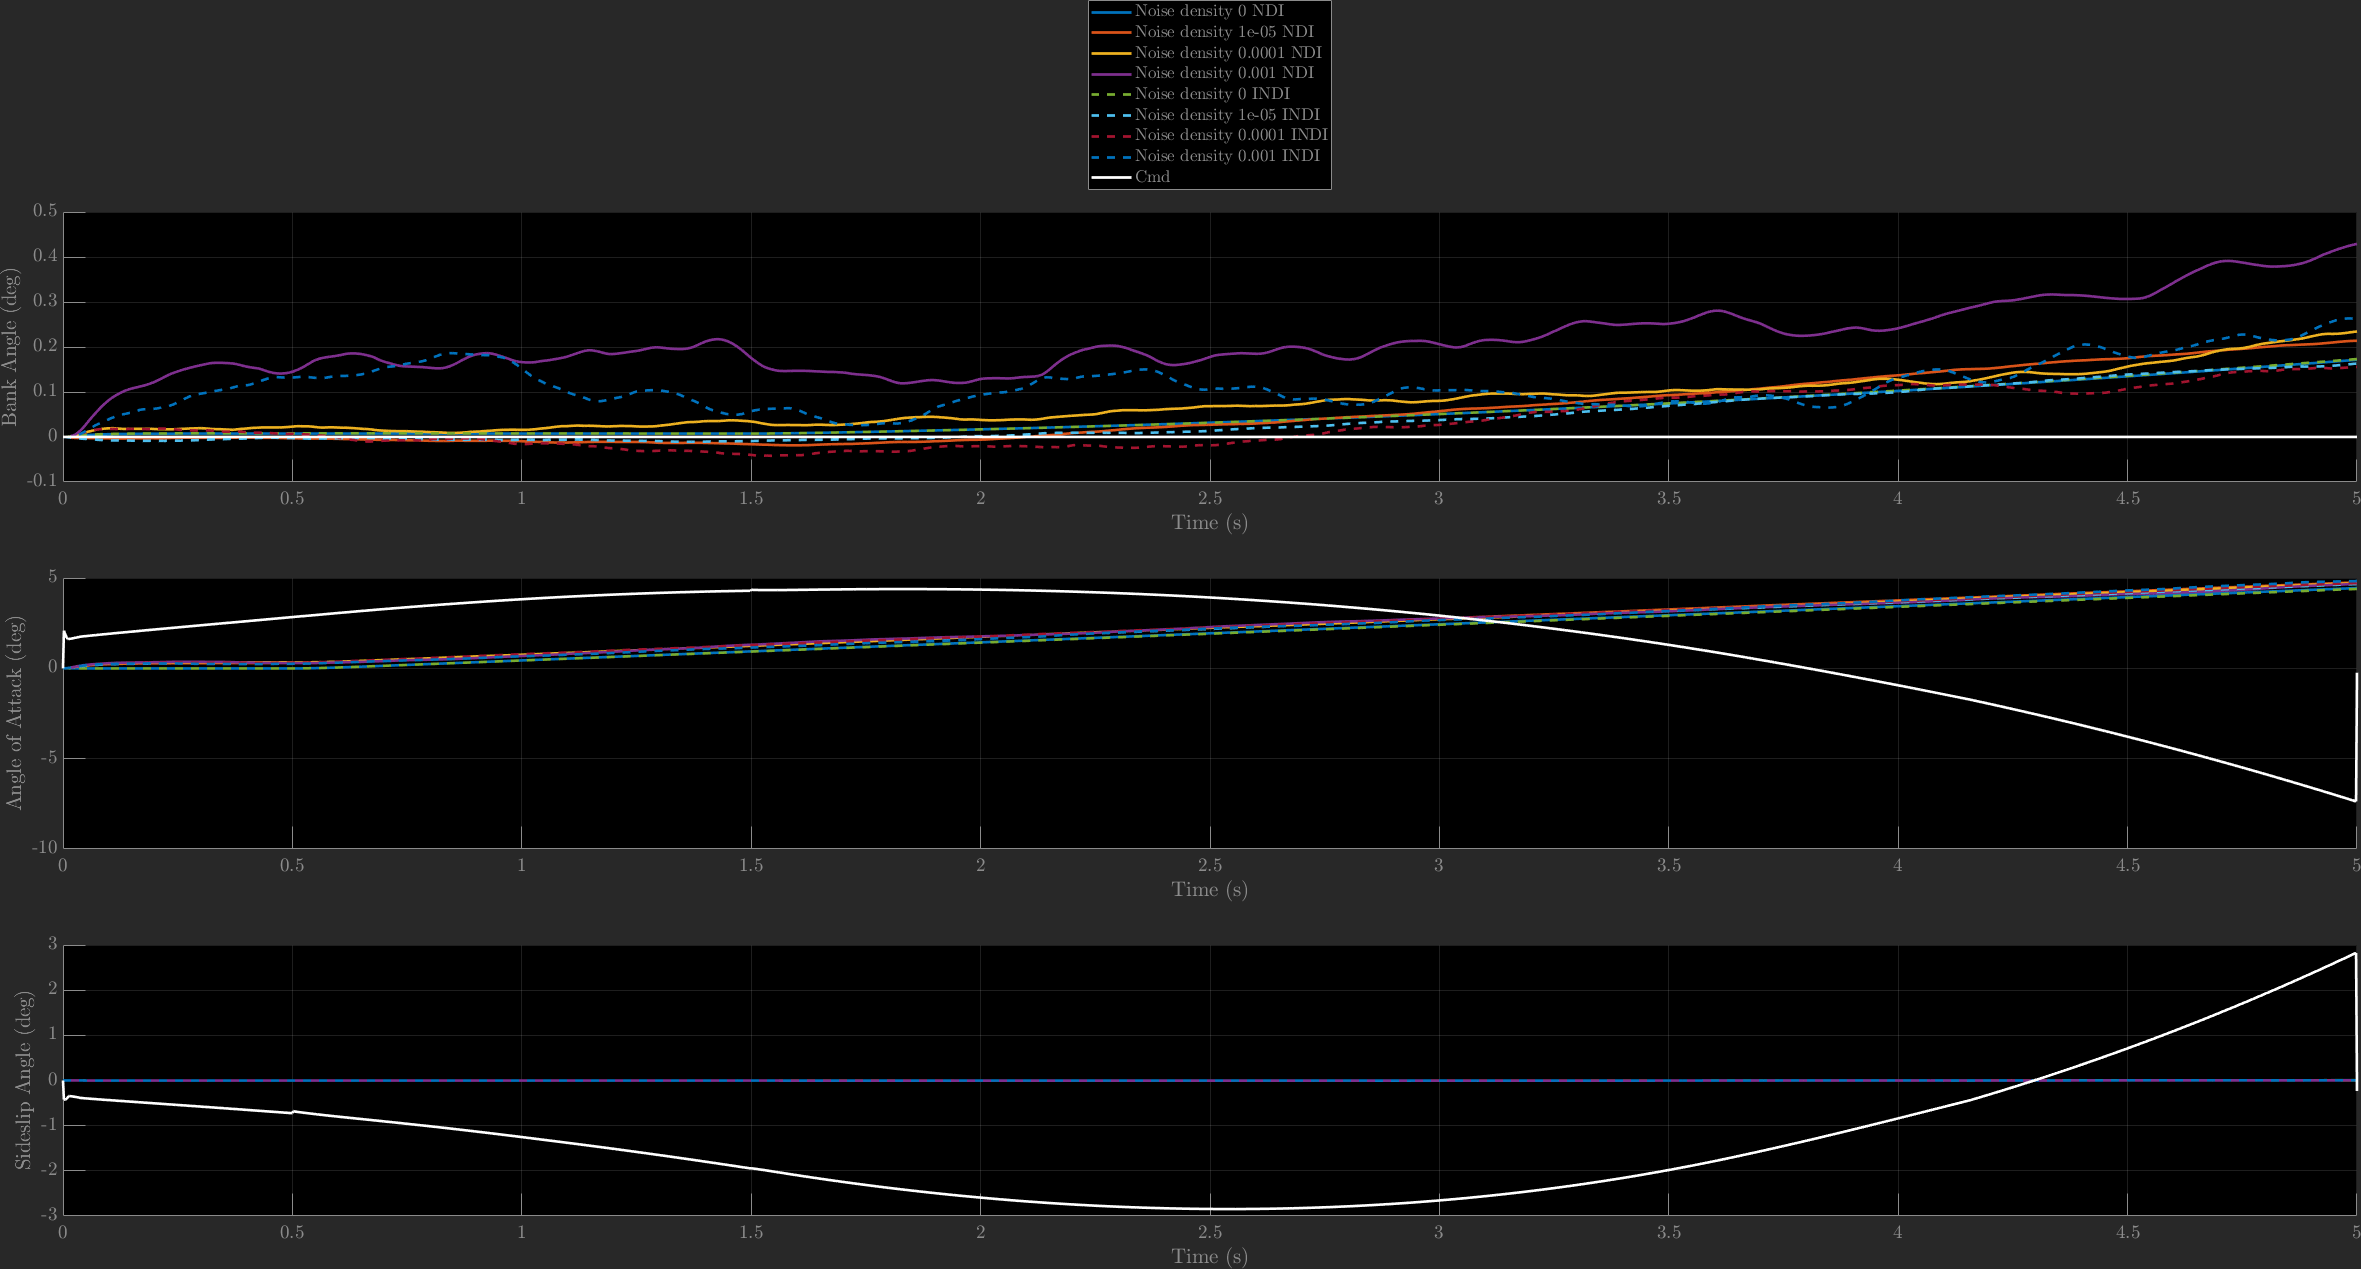 Noise density 0 NDI
Noise density 1e-05 NDI
Noise density 0.0001 NDI
Noise density 0.001 NDI
Noise density 0 INDI
Noise density 1e-05 INDI
Noise density 0.0001 INDI
Noise density 0.001 INDI
Cmd
Bank Angle (deg)
0.5
0.4
0.3
0.2
0.1
0
-0.1
0 0.5 1 1.5 2 2.5 3 3.5 4 4.5 5
Time (s)
Angle of Attack (deg)
5
0
-5
-10
0 0.5 1 1.5 2 2.5 3 3.5 4 4.5 5
Time (s)
Sideslip Angle (deg)
3
2
1
0
-1
-2
-3
0 0.5 1 1.5 2 2.5 3 3.5 4 4.5 5
Time (s)